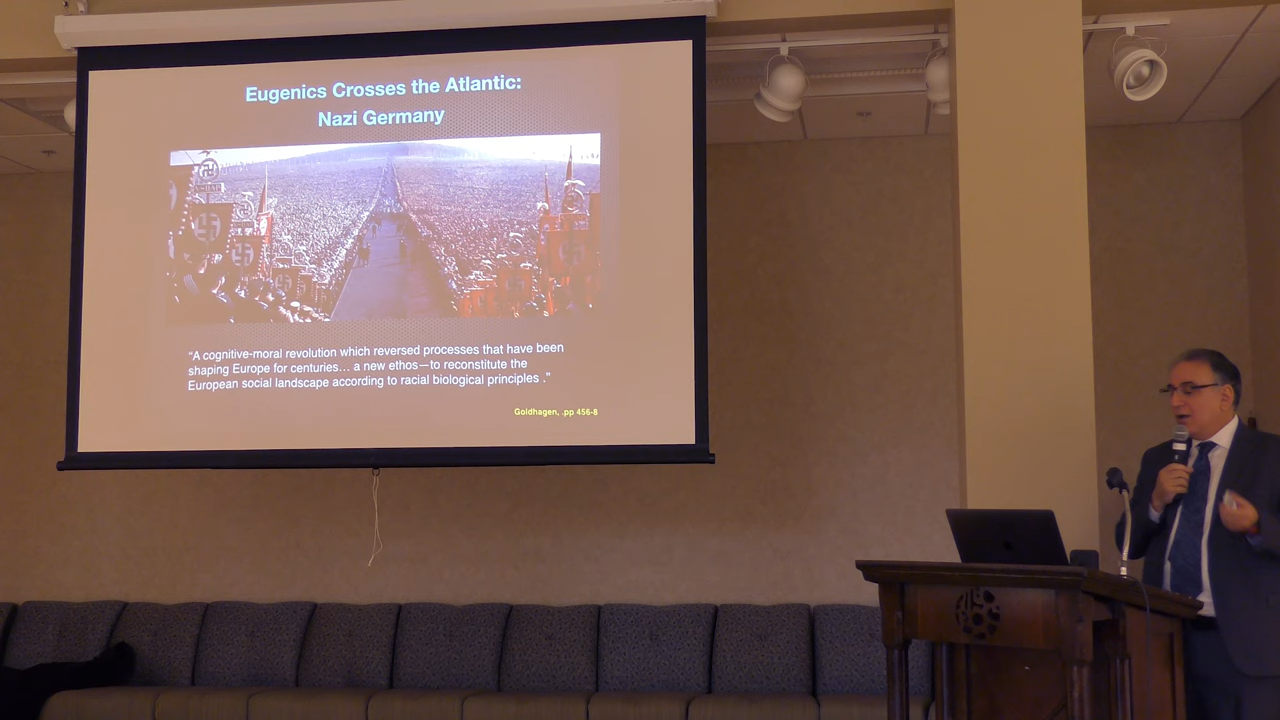 Eugenics Crosses the Atlantic:
Nazi Germany
“A cognitive-moral revolution which reversed processes that have been
shaping Europe for centuries… a new ethos—to reconstitute the
European social landscape according to racial biological principles .”
Goldhagen, .pp 456-8